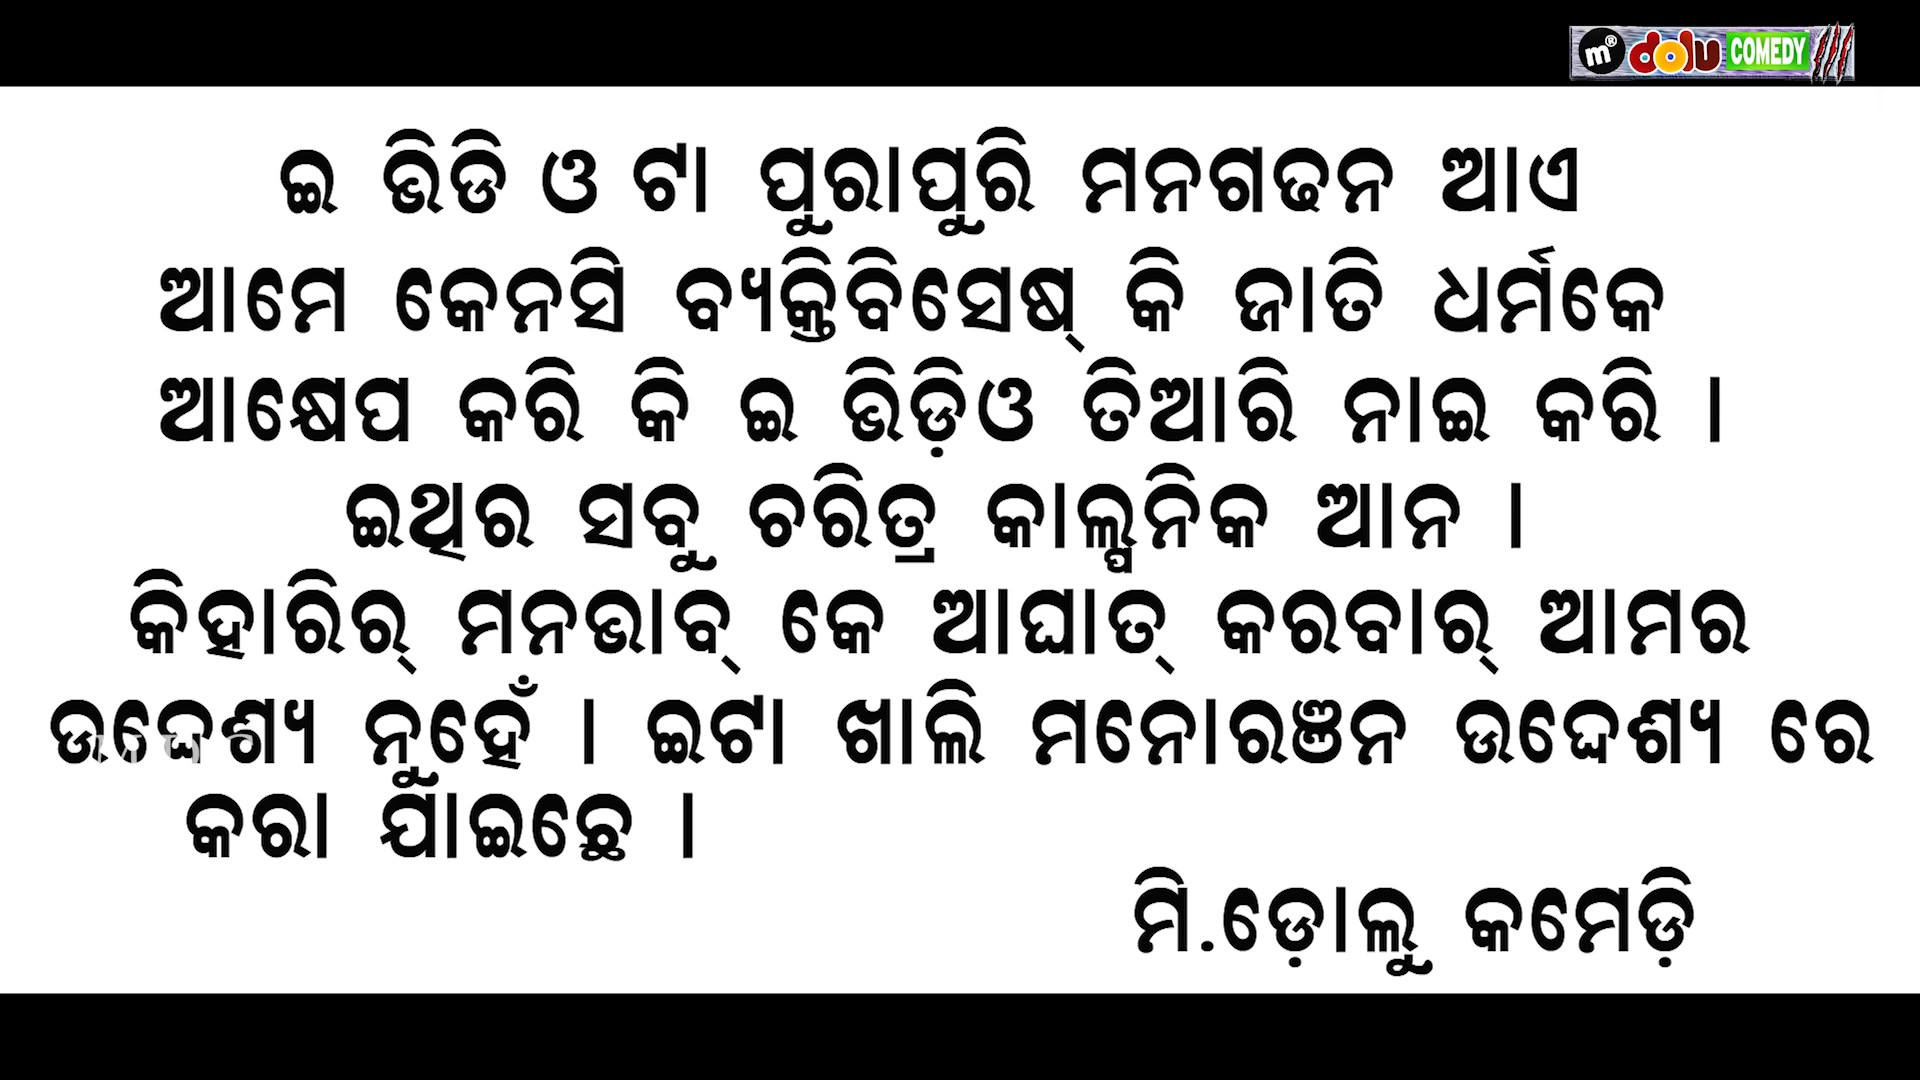 m® dolu COMEDY
ଇ ଭିଡି ଓ ଟା ପୁରାପୁରି ମନଗଢନ ଆଏ
ଆମେ କେନସି ବ୍ୟକ୍ତିବିସେଷ୍ କି ଜାତି ଧର୍ମକେ
ଆକ୍ଷେପ କରି କି ଇ ଭିଡ଼ିଓ ତିଆରି ନାଇ କରି ।
ଇଥିର ସବୁ ଚରିତ୍ର କାଳ୍ପନିକ ଆନ ।
କିହାରିର୍ ମନଭାବ୍ କେ ଆଘାତ୍ କରବାର୍ ଆମର
ଉଦ୍ଦେଶ୍ୟ ନୁହେଁ । ଇଟା ଖାଲି ମନୋରଞ୍ଜନ ଉଦ୍ଦେଶ୍ୟ ରେ
କରା ଯାଇଛେ ।
ମି.ଡ଼ୋଲୁ କମେଡ଼ି